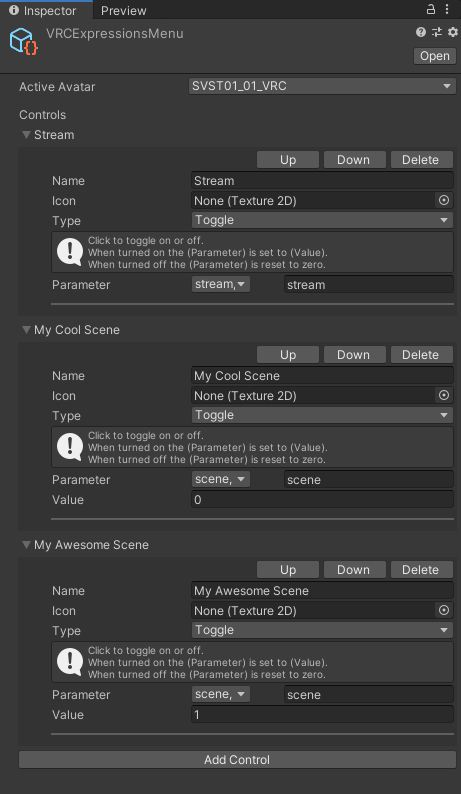 Inspector Preview
VRCExpressionsMenu
Open
Active Avatar SVST01_01_VRC
Controls
Stream
Up Down Delete
Name Stream
Icon None (Texture 2D)
Type Toggle
Click to toggle on or off.
When turned on the (Parameter) is set to (Value).
When turned off the (Parameter) is reset to zero.
Parameter stream, stream
My Cool Scene
Up Down Delete
Name My Cool Scene
Icon None (Texture 2D)
Type Toggle
Click to toggle on or off.
When turned on the (Parameter) is set to (Value).
When turned off the (Parameter) is reset to zero.
Parameter scene, scene
Value 0
My Awesome Scene
Up Down Delete
Name My Awesome Scene
Icon None (Texture 2D)
Type Toggle
Click to toggle on or off.
When turned on the (Parameter) is set to (Value).
When turned off the (Parameter) is reset to zero.
Parameter scene, scene
Value 1
Add Control